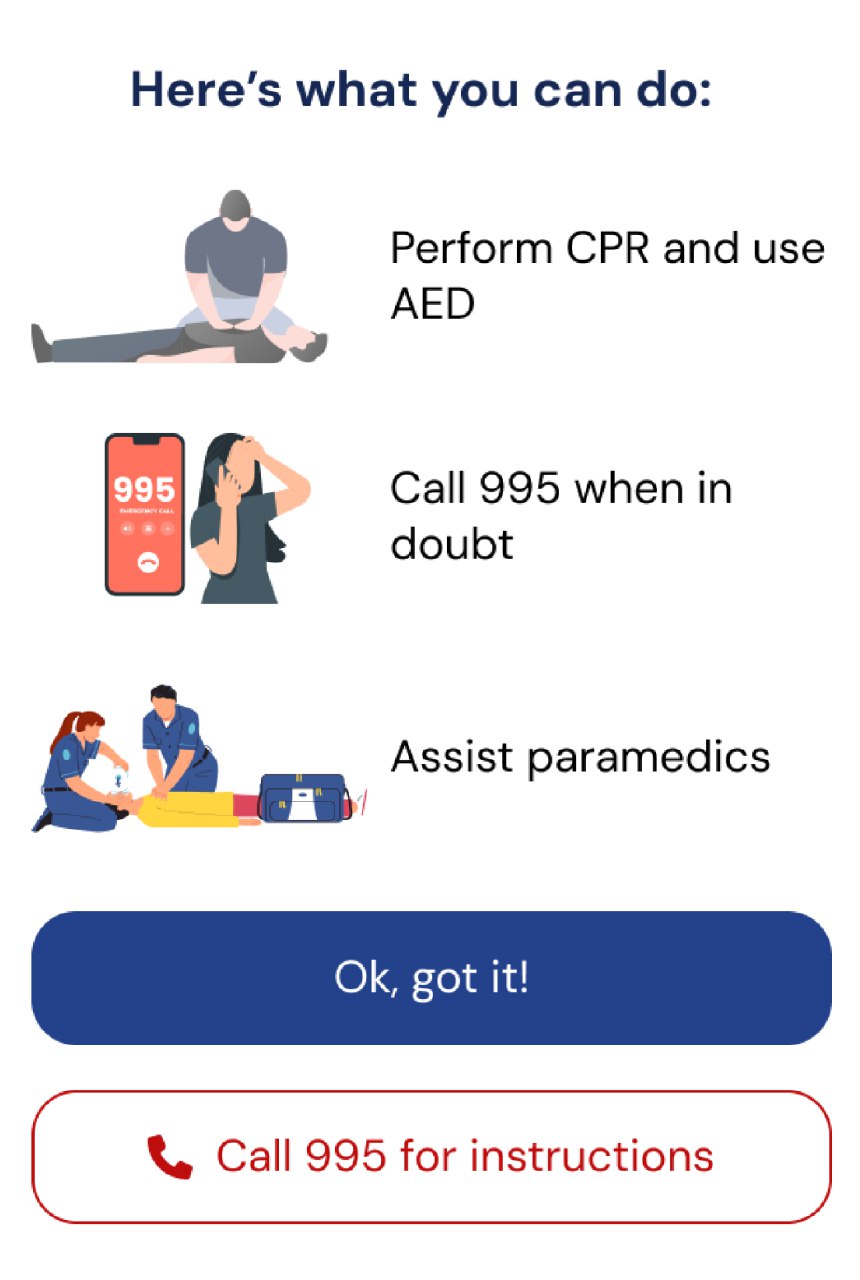 Here’s what you can do:
Perform CPR and use
AED
995
EMERGENCY CALL
Call 995 when in
doubt
Assist paramedics
Ok, got it!
Call 995 for instructions